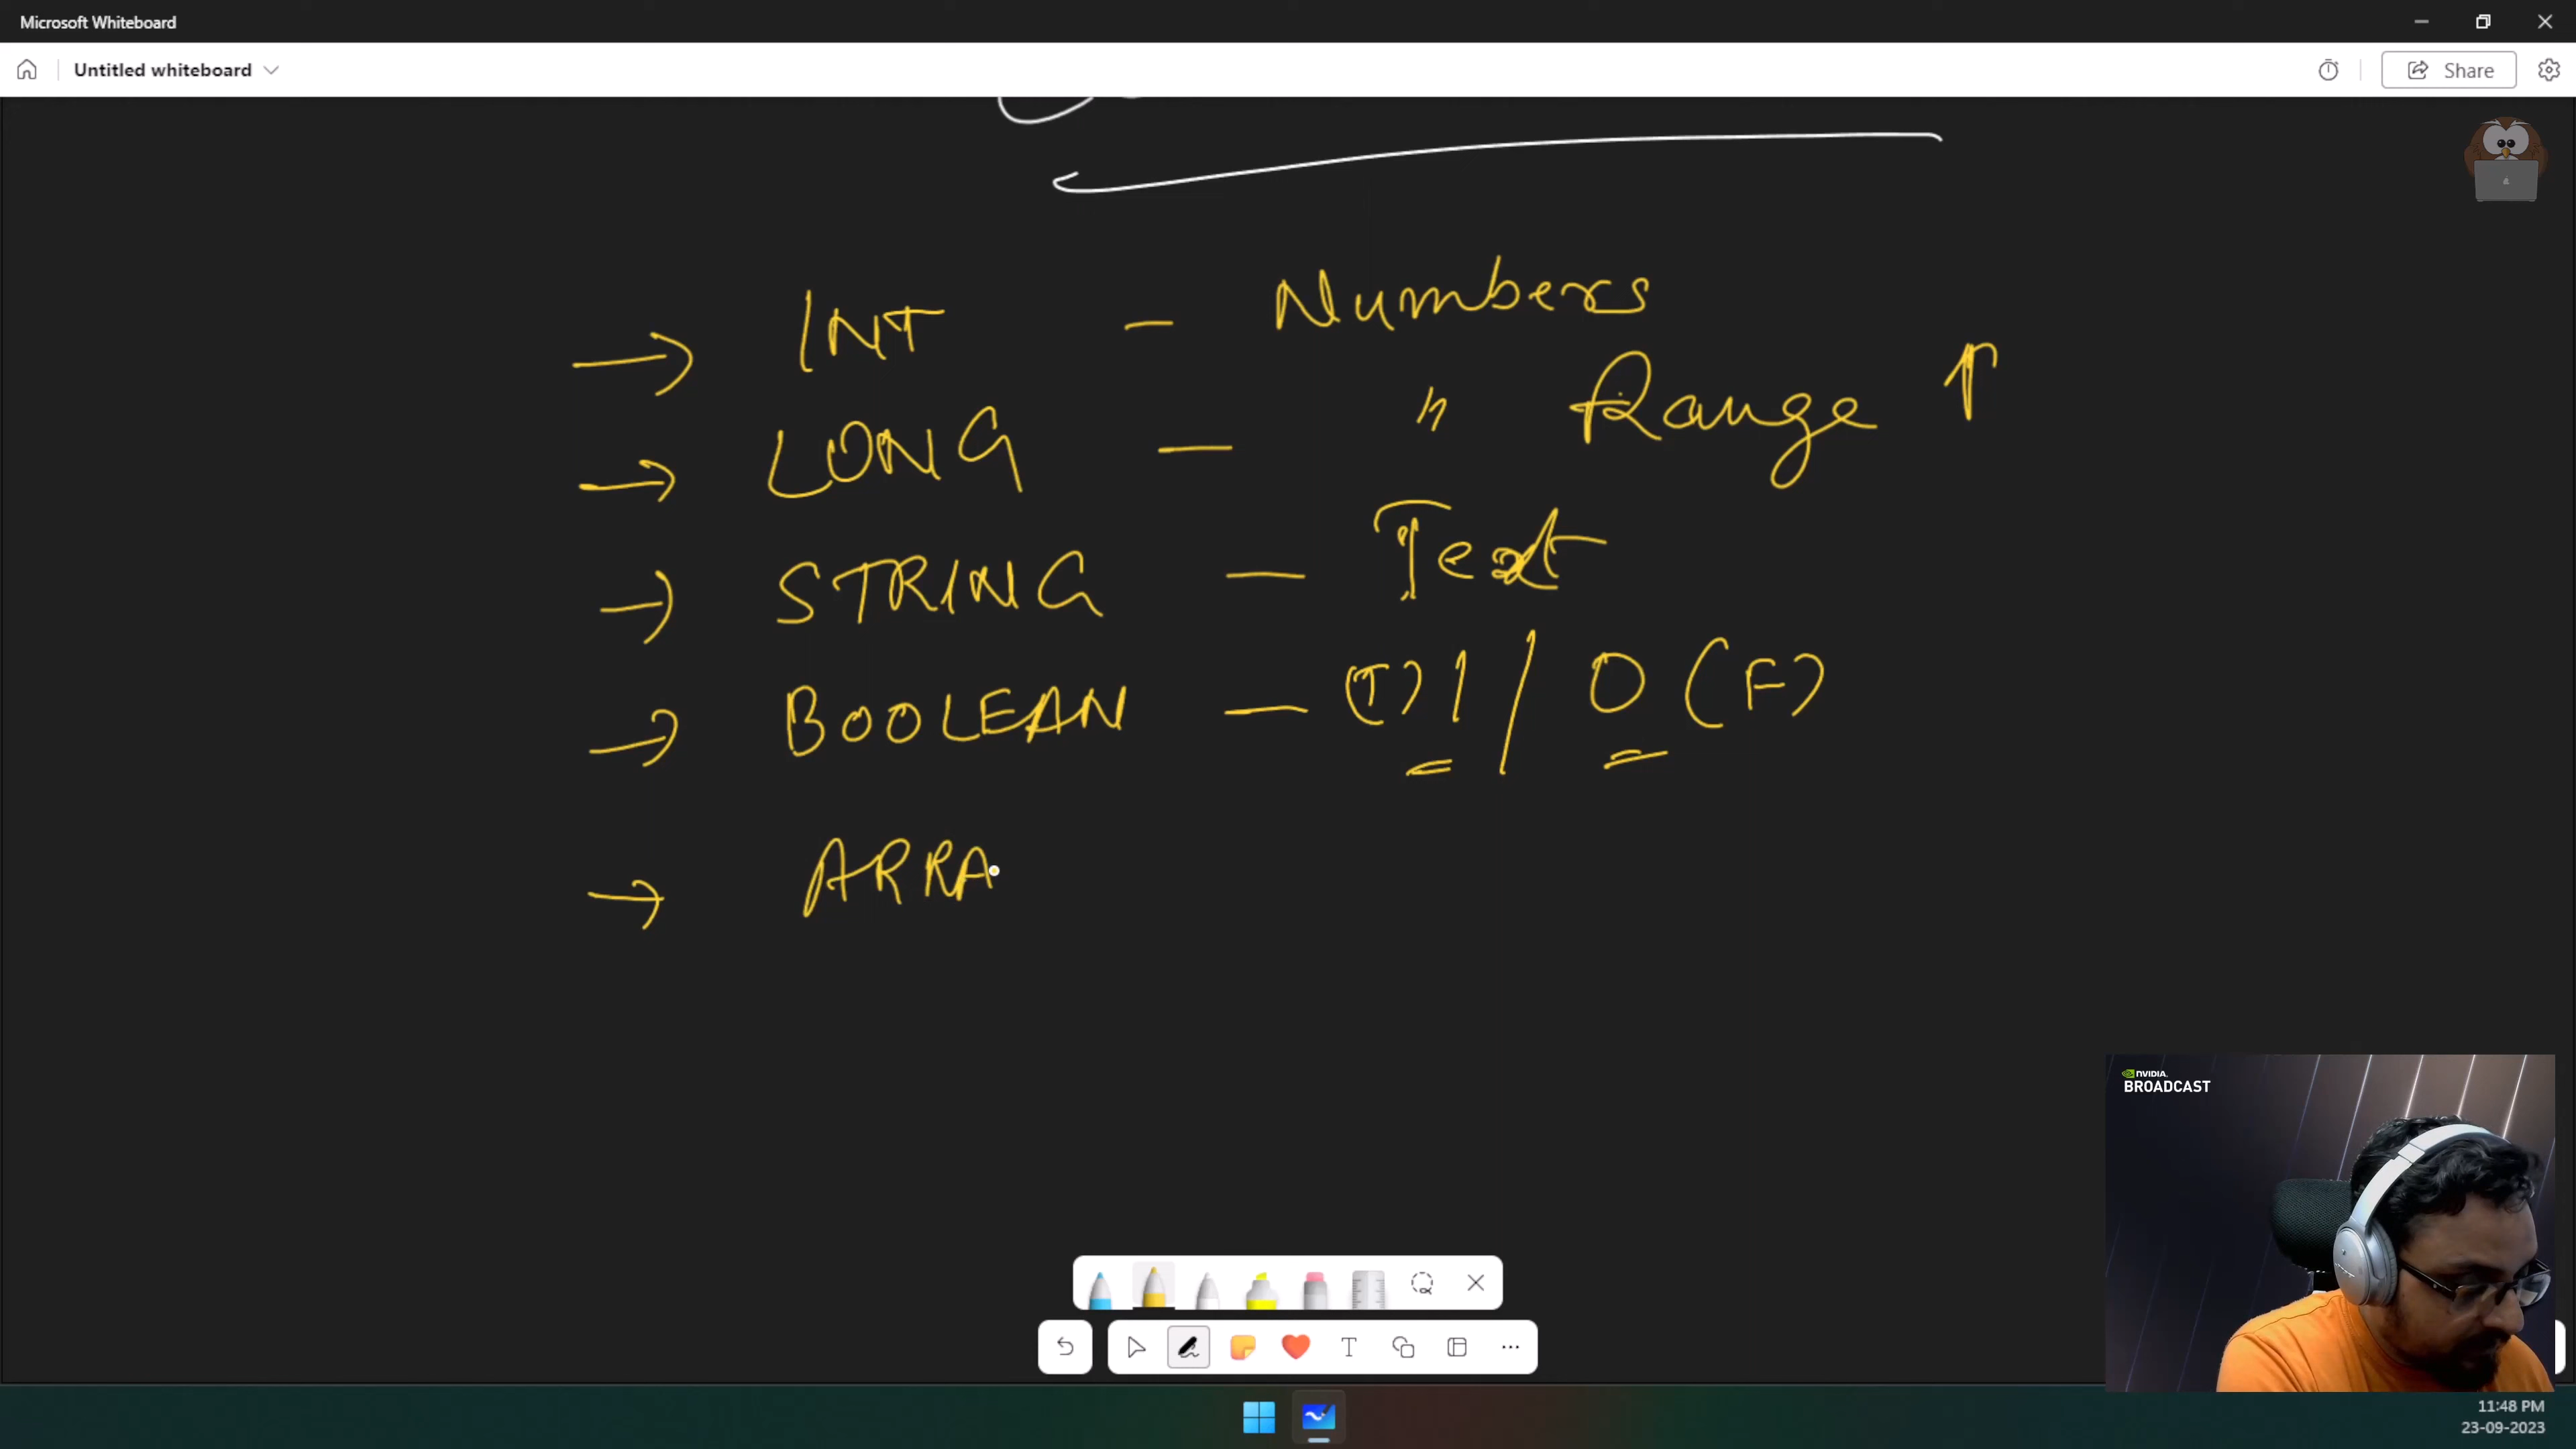 Microsoft Whiteboard
Untitled whiteboard
Share
→ INT - Numbers
→ LONG - " Range ↑
→ STRING - Text
→ BOOLEAN - (T) 1 / 0 (F)
→ ARRA
NVIDIA.
BROADCAST
T
11:48 PM
23-09-2023